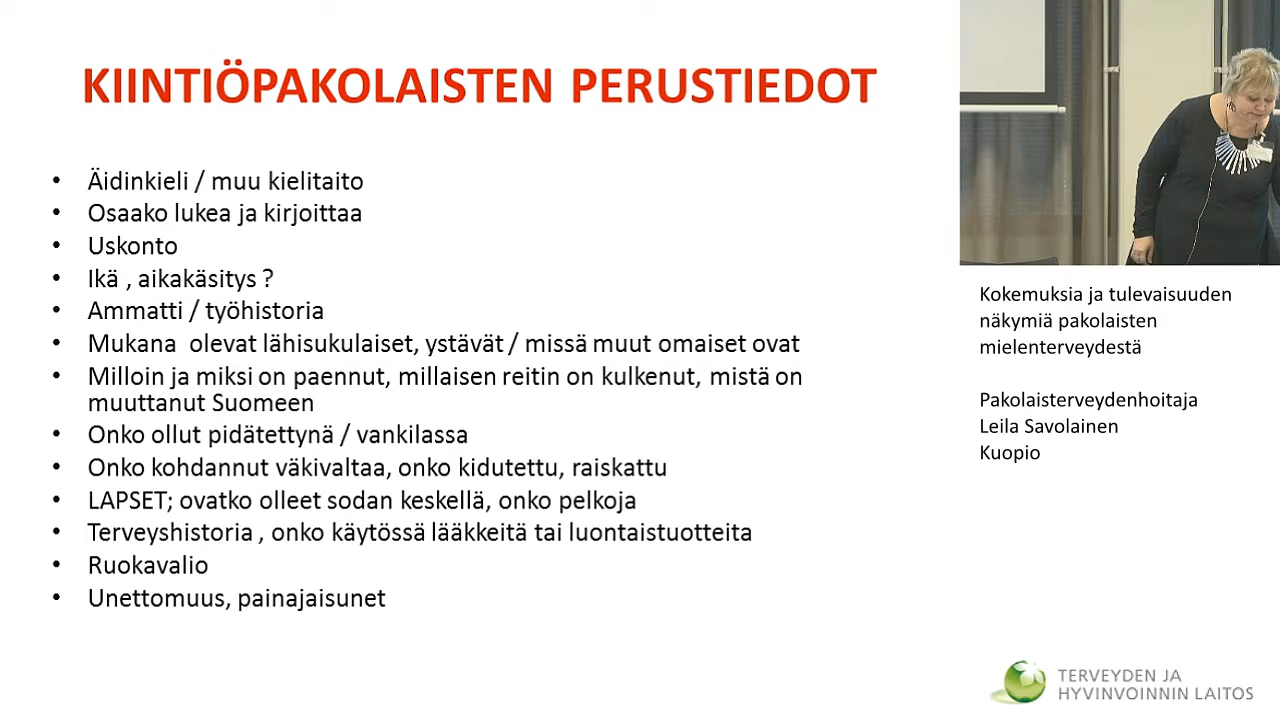 KIINTIÖPAKOLAISTEN PERUSTIEDOT
• Äidinkieli / muu kielitaito
• Osaako lukea ja kirjoittaa
• Uskonto
• Ikä , aikakäsitys ?
• Ammatti / työhistoria
• Mukana olevat lähisukulaiset, ystävät / missä muut omaiset ovat
• Milloin ja miksi on paennut, millaisen reitin on kulkenut, mistä on
muuttanut Suomeen
• Onko ollut pidätettynä / vankilassa
• Onko kohdannut väkivaltaa, onko kidutettu, raiskattu
• LAPSET; ovatko olleet sodan keskellä, onko pelkoja
• Terveyshistoria , onko käytössä lääkkeitä tai luontaistuotteita
• Ruokavalio
• Unettomuus, painajaisunet
Kokemuksia ja tulevaisuuden
näkymiä pakolaisten
mielenterveydestä
Pakolaisterveydenhoitaja
Leila Savolainen
Kuopio
TERVEYDEN JA
HYVINVOINNIN LAITOS